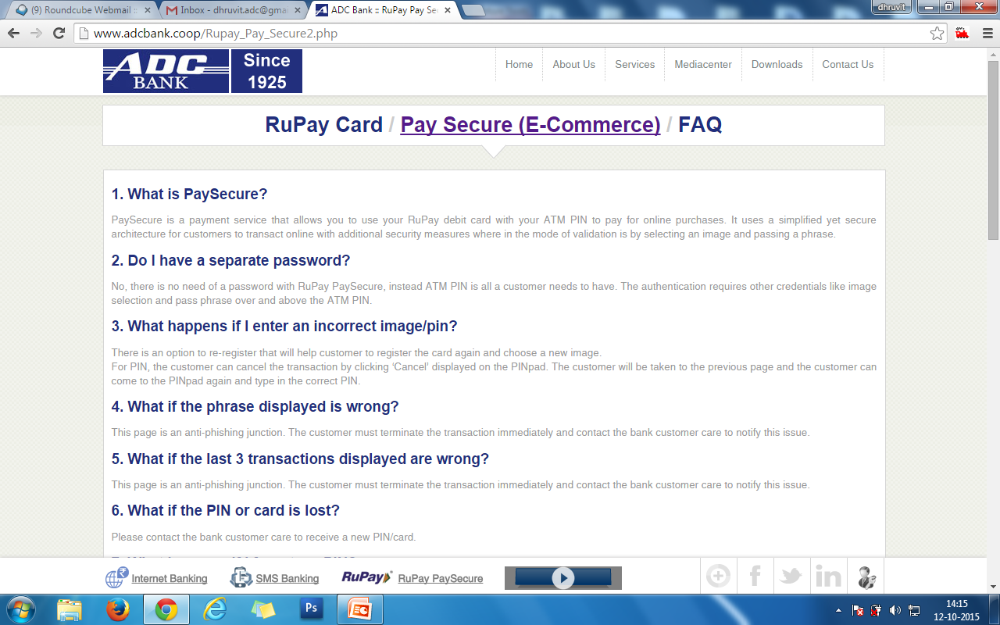 (9) Roundcube Webmail ::
Inbox - dhruvit.adc@gmai
ADC Bank :: RuPay Pay Sec
dhruvit
www.adcbank.coop/Rupay_Pay_Secure2.php
ADC BANK
Since 1925
Home
About Us
Services
Mediacenter
Downloads
Contact Us
RuPay Card / Pay Secure (E-Commerce) / FAQ
1. What is PaySecure?
PaySecure is a payment service that allows you to use your RuPay debit card with your ATM PIN to pay for online purchases. It uses a simplified yet secure
architecture for customers to transact online with additional security measures where in the mode of validation is by selecting an image and passing a phrase.
2. Do I have a separate password?
No, there is no need of a password with RuPay PaySecure, instead ATM PIN is all a customer needs to have. The authentication requires other credentials like image
selection and pass phrase over and above the ATM PIN.
3. What happens if I enter an incorrect image/pin?
There is an option to re-register that will help customer to register the card again and choose a new image.
For PIN, the customer can cancel the transaction by clicking ‘Cancel’ displayed on the PINpad. The customer will be taken to the previous page and the customer can
come to the PINpad again and type in the correct PIN.
4. What if the phrase displayed is wrong?
This page is an anti-phishing junction. The customer must terminate the transaction immediately and contact the bank customer care to notify this issue.
5. What if the last 3 transactions displayed are wrong?
This page is an anti-phishing junction. The customer must terminate the transaction immediately and contact the bank customer care to notify this issue.
6. What if the PIN or card is lost?
Please contact the bank customer care to receive a new PIN/card.
Internet Banking
SMS Banking
RuPay
RuPay PaySecure
Ps
14:15
12-10-2015